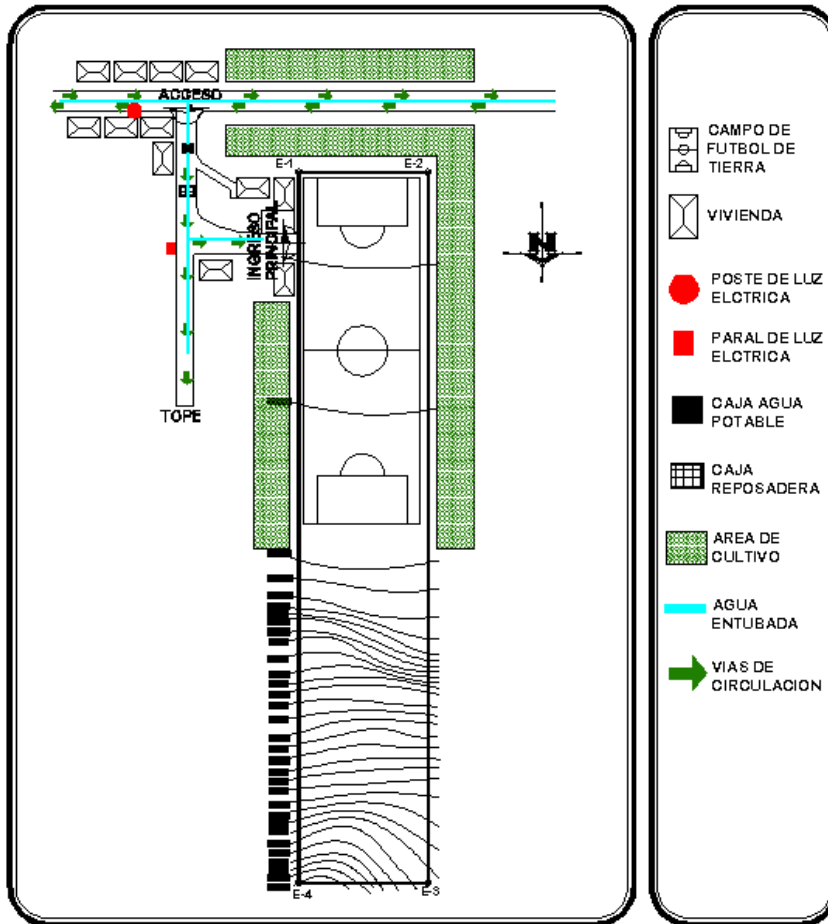 ACCESO
E-1
E-2
INGRESO
PRINCIPAL
N
TOPE
E-4
E-3
CAMPO DE
FUTBOL DE
TIERRA
VIVIENDA
POSTE DE LUZ
ELCTRICA
PARAL DE LUZ
ELCTRICA
CAJA AGUA
POTABLE
CAJA
REPOSADERA
AREA DE
CULTIVO
AGUA
ENTUBADA
VIAS DE
CIRCULACION